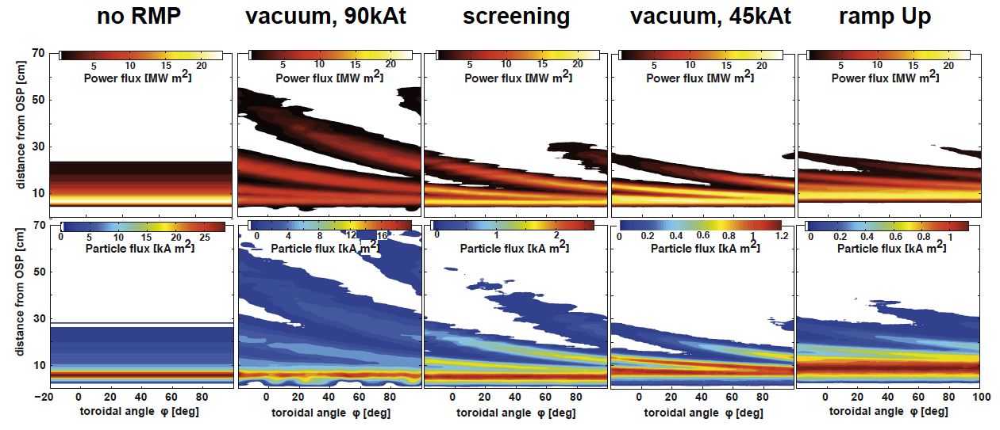 no RMP vacuum, 90kAt screening vacuum, 45kAt ramp Up
70 5 10 15 20 5 10 15 20 5 10 15 20 5 10 15 20 5 10 15 20
Power flux [MW m²] Power flux [MW m²] Power flux [MW m²] Power flux [MW m²] Power flux [MW m²]
distance from OSP [cm]
50
30
10
70 0 5 10 15 20 25 0 4 8 12 16 0 1 2 0 0.2 0.4 0.6 0.8 1 1.2 0 0.2 0.4 0.6 0.8 1
Particle flux [kA m²] Particle flux [kA m²] Particle flux [kA m²] Particle flux [kA m²] Particle flux [kA m²]
distance from OSP [cm]
50
30
10
−20 0 20 40 60 80 0 20 40 60 80 0 20 40 60 80 0 20 40 60 80 0 20 40 60 80 100
toroidal angle φ [deg] toroidal angle φ [deg] toroidal angle φ [deg] toroidal angle φ [deg] toroidal angle φ [deg]